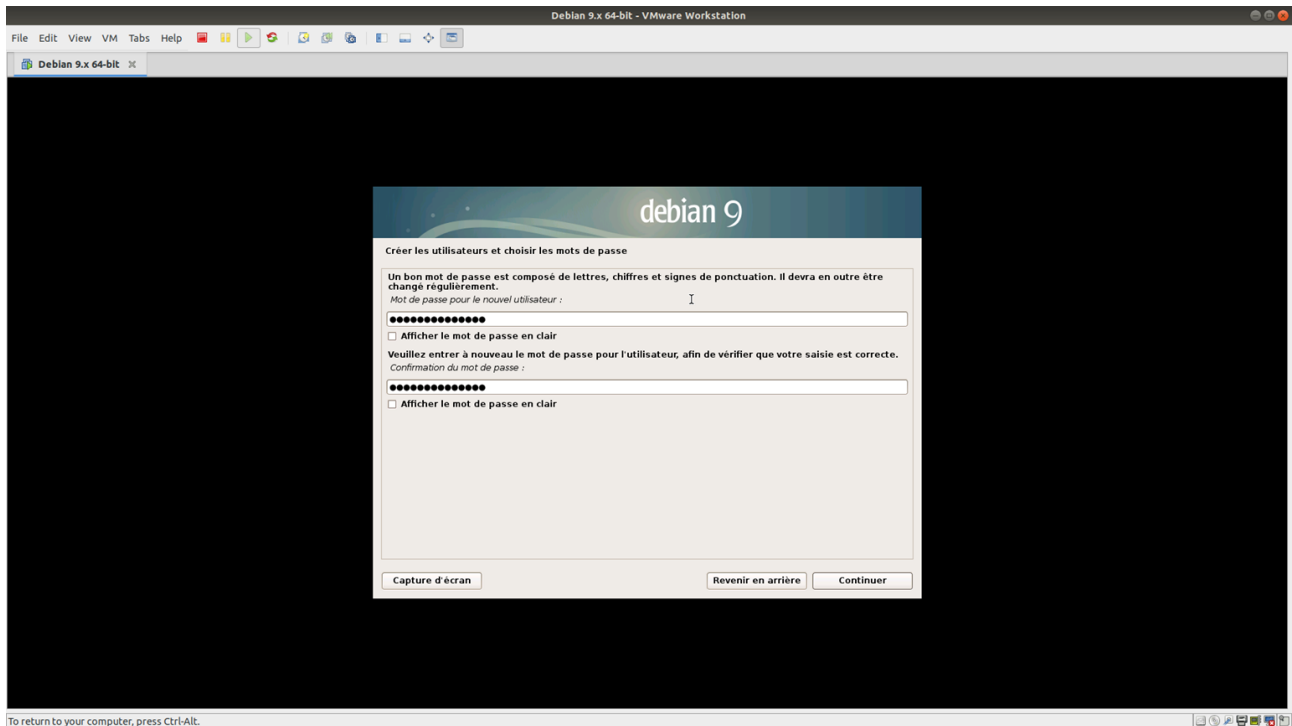 Debian 9.x 64-bit - VMware Workstation
File Edit View VM Tabs Help
Debian 9.x 64-bit
debian 9
Créer les utilisateurs et choisir les mots de passe
Un bon mot de passe est composé de lettres, chiffres et signes de ponctuation. Il devra en outre être
changé régulièrement.
Mot de passe pour le nouvel utilisateur :
●●●●●●●●●●●●●●
Afficher le mot de passe en clair
Veuillez entrer à nouveau le mot de passe pour l'utilisateur, afin de vérifier que votre saisie est correcte.
Confirmation du mot de passe :
●●●●●●●●●●●●●●
Afficher le mot de passe en clair
Capture d'écran Revenir en arrière Continuer
To return to your computer, press Ctrl-Alt.